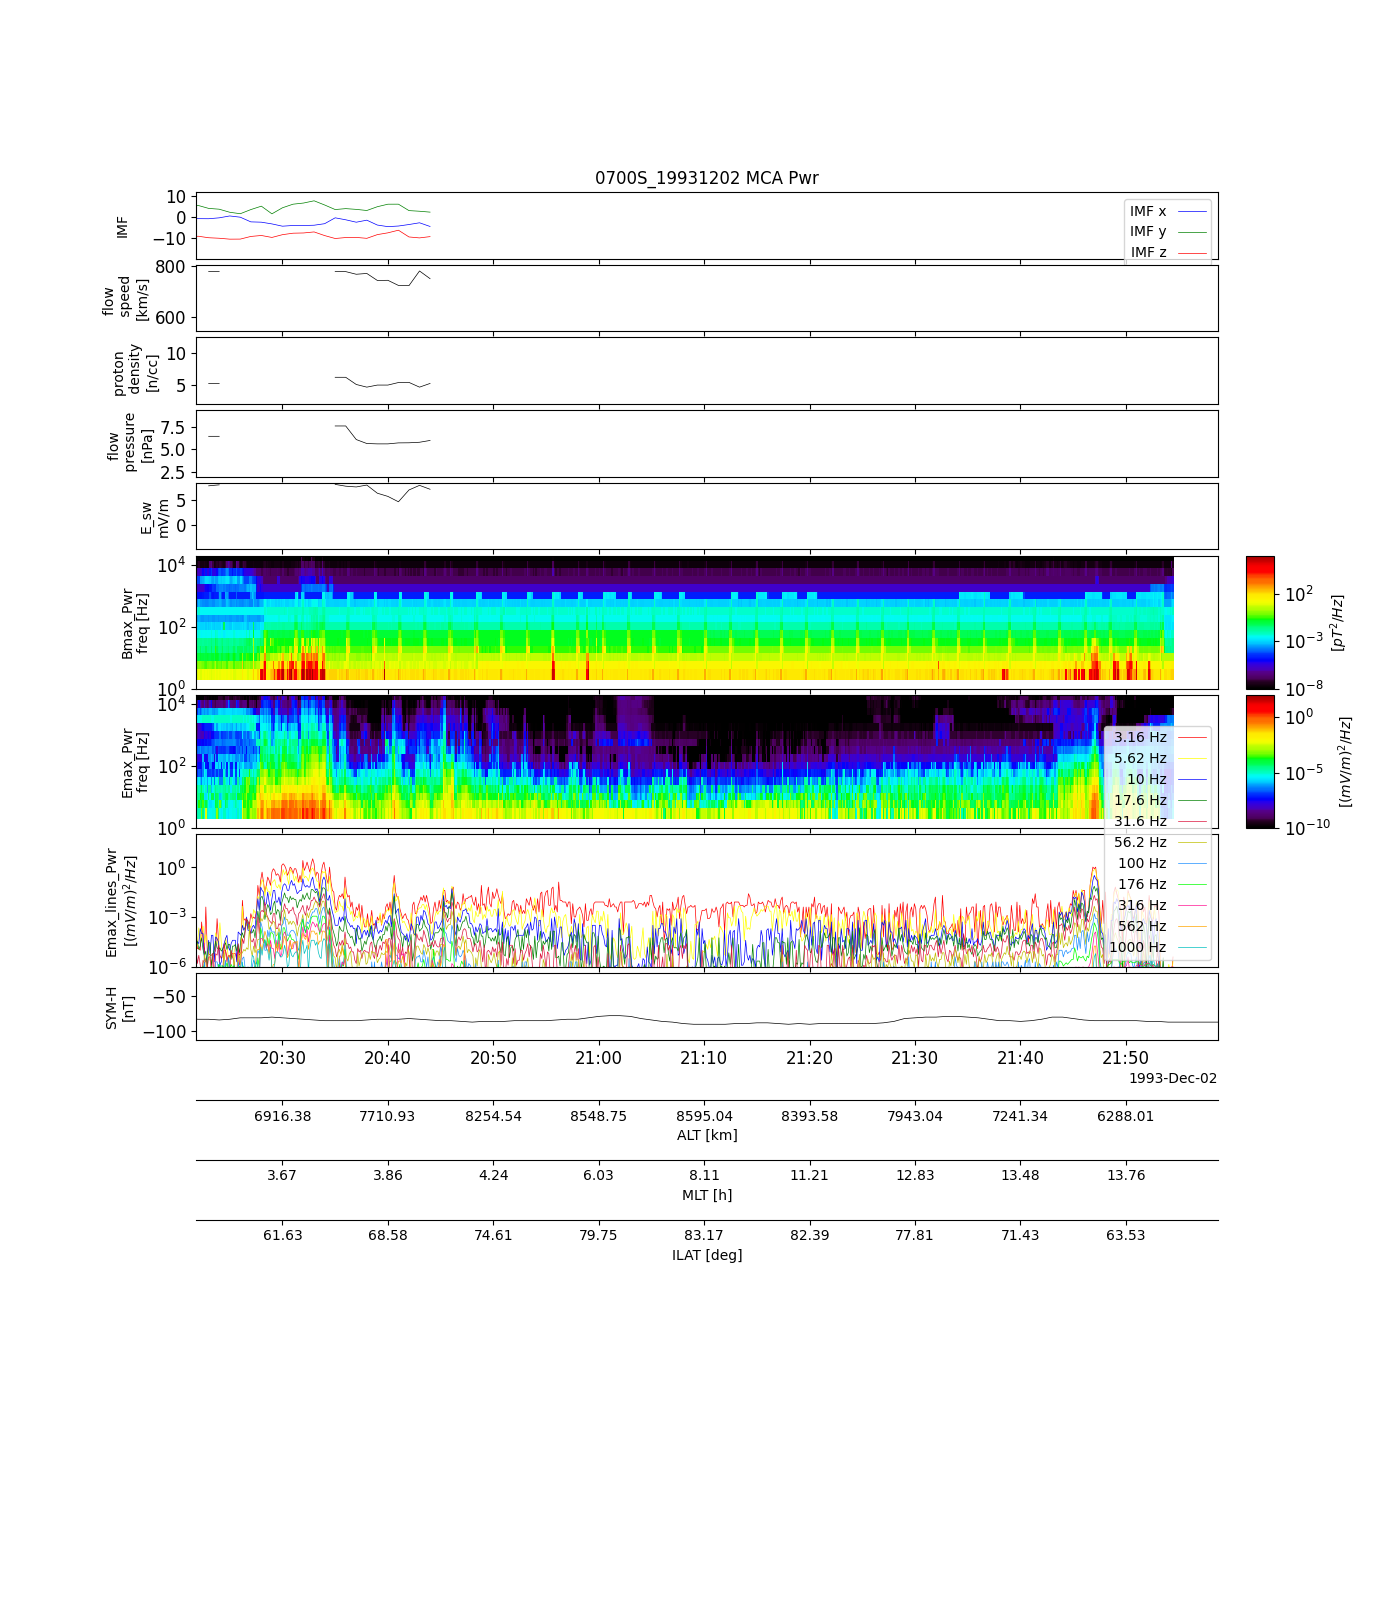 0700S_19931202 MCA Pwr
10
0
−10
IMF
IMF x
IMF y
IMF z
800
600
flow
speed
[km/s]
10
5
proton
density
[n/cc]
7.5
5.0
2.5
flow
pressure
[nPa]
5
0
E_sw
mV/m
10^4
10^2
10^0
Bmax_Pwr
freq [Hz]
10^2
10^−3
10^−8
[pT^2/Hz]
10^4
10^2
10^0
Emax_Pwr
freq [Hz]
10^0
10^−5
10^−10
[(mV/m)^2/Hz]
3.16 Hz
5.62 Hz
10 Hz
17.6 Hz
31.6 Hz
56.2 Hz
100 Hz
176 Hz
316 Hz
562 Hz
1000 Hz
10^0
10^−3
10^−6
Emax_lines_Pwr
[(mV/m)^2/Hz]
−50
−100
SYM-H
[nT]
20:30 20:40 20:50 21:00 21:10 21:20 21:30 21:40 21:50
1993-Dec-02
6916.38 7710.93 8254.54 8548.75 8595.04 8393.58 7943.04 7241.34 6288.01
ALT [km]
3.67 3.86 4.24 6.03 8.11 11.21 12.83 13.48 13.76
MLT [h]
61.63 68.58 74.61 79.75 83.17 82.39 77.81 71.43 63.53
ILAT [deg]